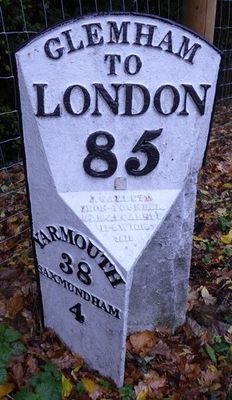 GLEMHAM
TO
LONDON
85
YARMOUTH
38
SAXMUNDHAM
4